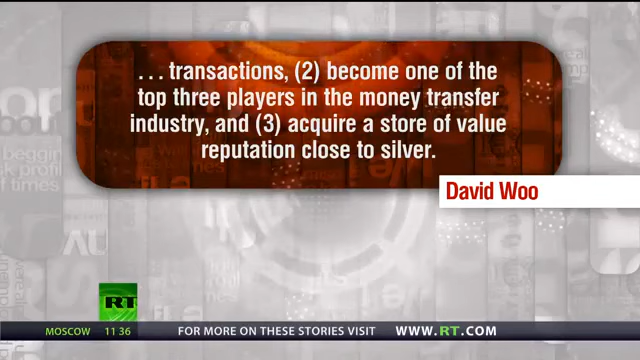 . . . transactions, (2) become one of the
top three players in the money transfer
industry, and (3) acquire a store of value
reputation close to silver.
David Woo
RT
MOSCOW 11 36 FOR MORE ON THESE STORIES VISIT WWW.RT.COM